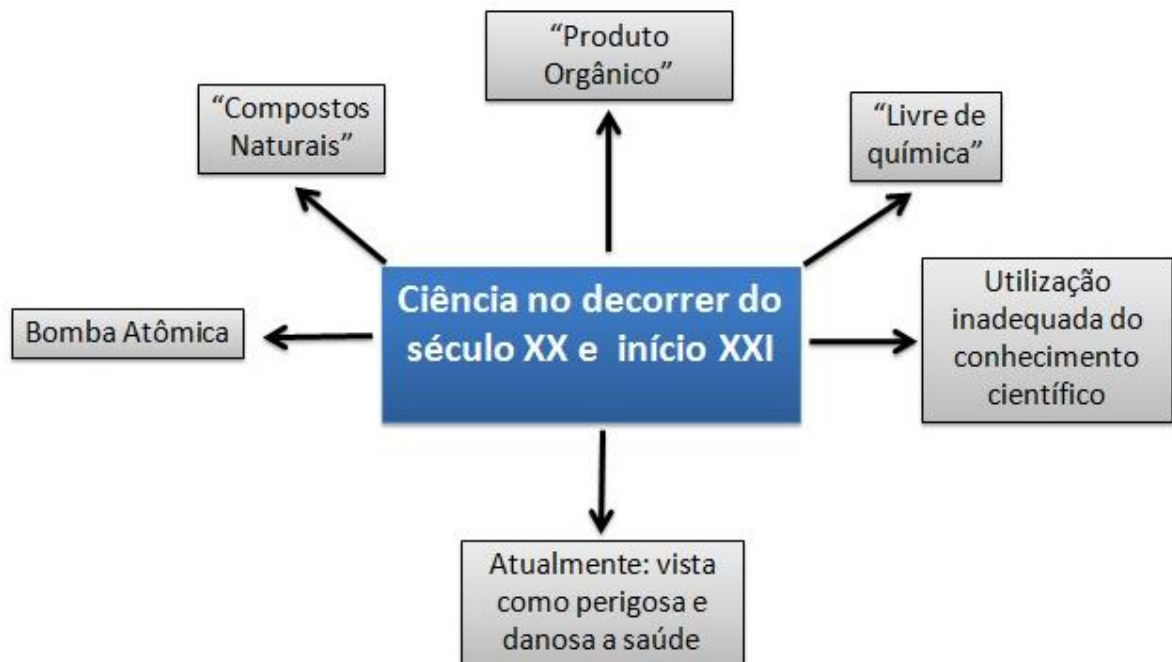 “Produto
Orgânico”
“Compostos
Naturais”
“Livre de
química”
Ciência no decorrer do
século XX e início XXI
Bomba Atômica
Utilização
inadequada do
conhecimento
científico
Atualmente: vista
como perigosa e
danosa a saúde